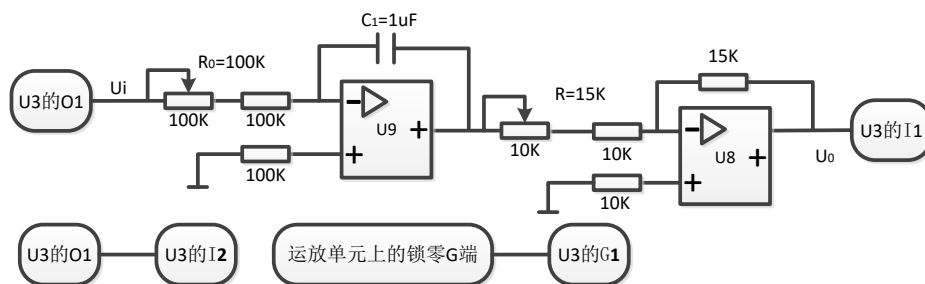 C₁=1uF
R₀=100K
15K
U3的O1
Ui
R=15K
U3的I1
100K
100K
U9
10K
10K
U8
U₀
100K
10K
U3的O1
U3的I2
运放单元上的锁零G端
U3的G1